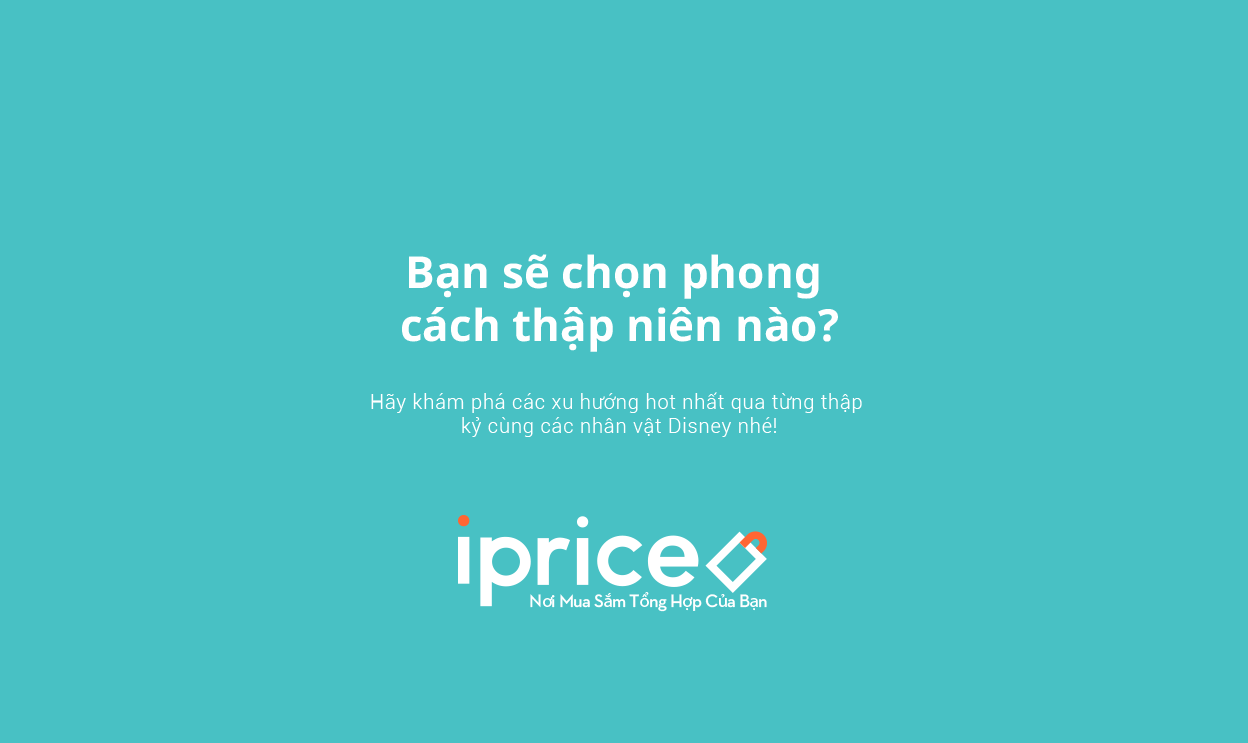 Bạn sẽ chọn phong
cách thập niên nào?
Hãy khám phá các xu hướng hot nhất qua từng thập
kỷ cùng các nhân vật Disney nhé!
iprice
Nơi Mua Sắm Tổng Hợp Của Bạn